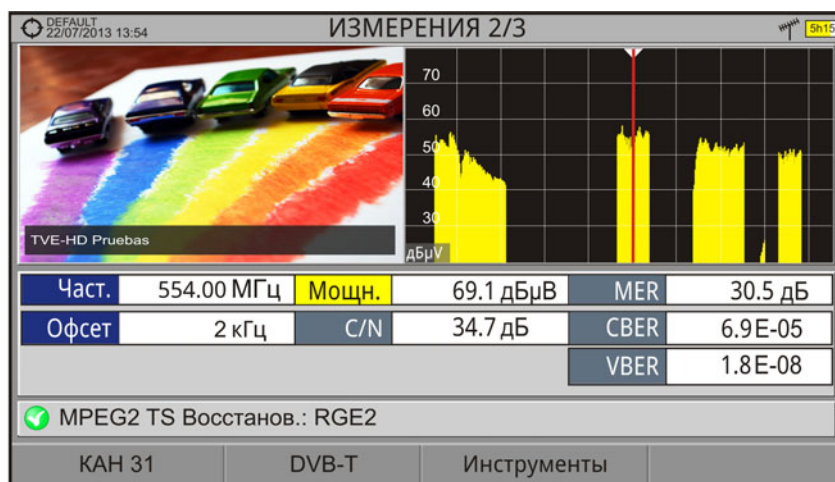 DEFAULT
22/07/2013 13:54
ИЗМЕРЕНИЯ 2/3
5h15
TVE-HD Pruebas
70
60
50
40
30
дБµV
Част. 554.00 МГц Мощн. 69.1 дБµВ MER 30.5 дБ
Офсет 2 кГц C/N 34.7 дБ CBER 6.9E-05
VBER 1.8E-08
MPEG2 TS Восстанов.: RGE2
КАН 31 DVB-T Инструменты